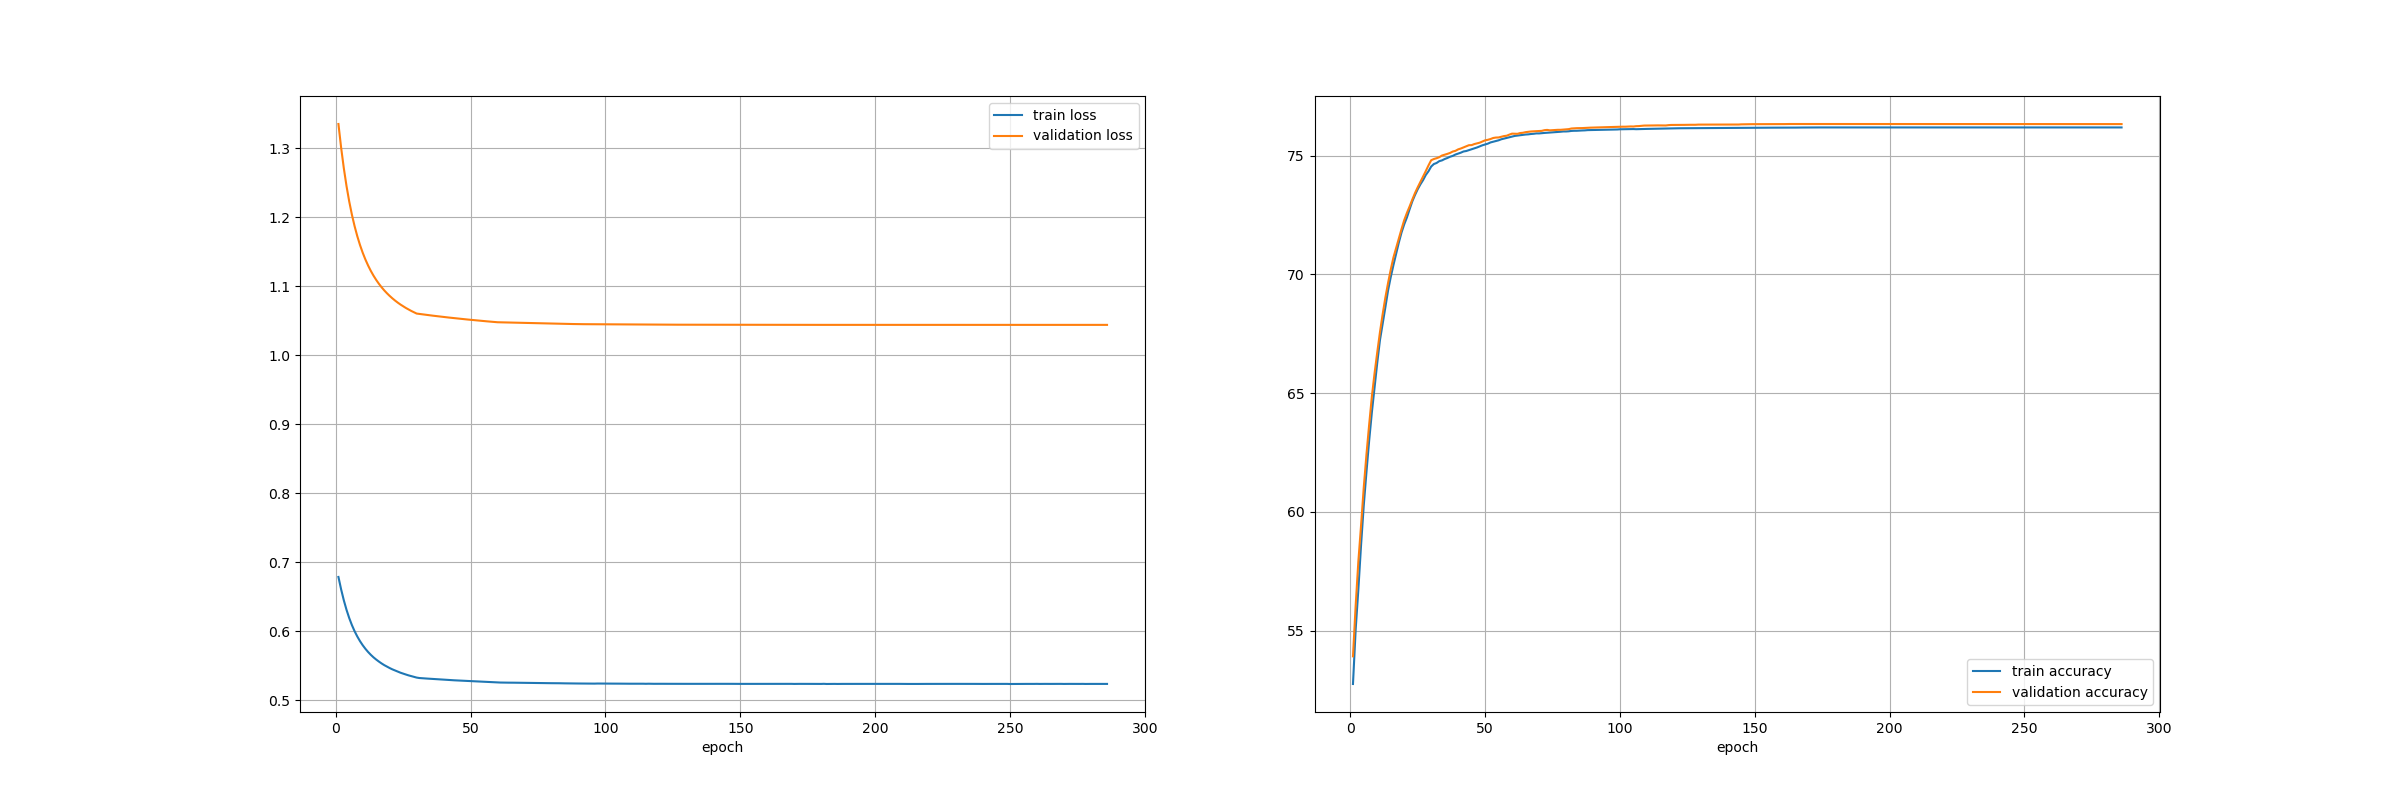 train loss
validation loss
1.3
1.2
1.1
1.0
0.9
0.8
0.7
0.6
0.5
0 50 100 150 200 250 300
epoch
75
70
65
60
55
train accuracy
validation accuracy
0 50 100 150 200 250 300
epoch